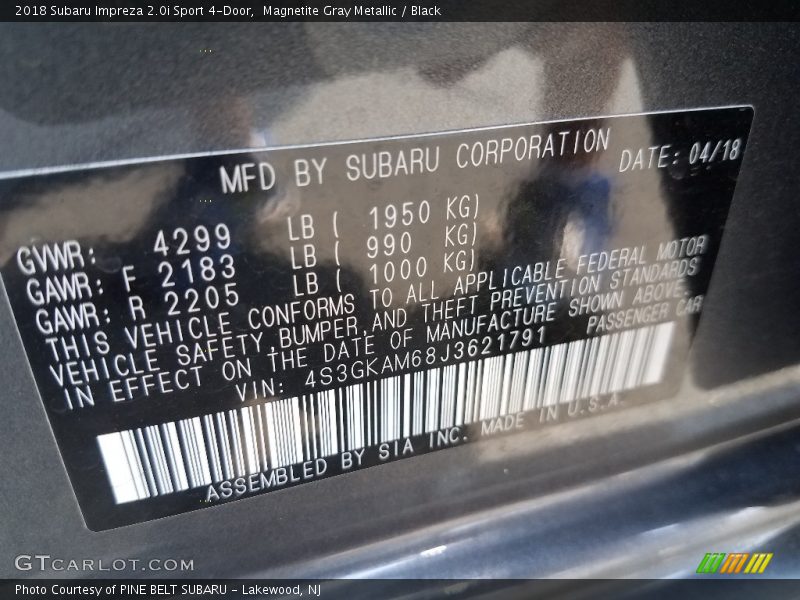 2018 Subaru Impreza 2.0i Sport 4-Door, Magnetite Gray Metallic / Black
MFD BY SUBARU CORPORATION DATE: 04/18
GVWR: 4299 LB ( 1950 KG)
GAWR: F 2183 LB ( 990 KG)
GAWR: R 2205 LB ( 1000 KG)
THIS VEHICLE CONFORMS TO ALL APPLICABLE FEDERAL MOTOR
VEHICLE SAFETY, BUMPER, AND THEFT PREVENTION STANDARDS
IN EFFECT ON THE DATE OF MANUFACTURE SHOWN ABOVE.
VIN: 4S3GKAM68J3621791 PASSENGER CAR
ASSEMBLED BY SIA INC. MADE IN U.S.A.
GTCARLOT.COM
Photo Courtesy of PINE BELT SUBARU - Lakewood, NJ